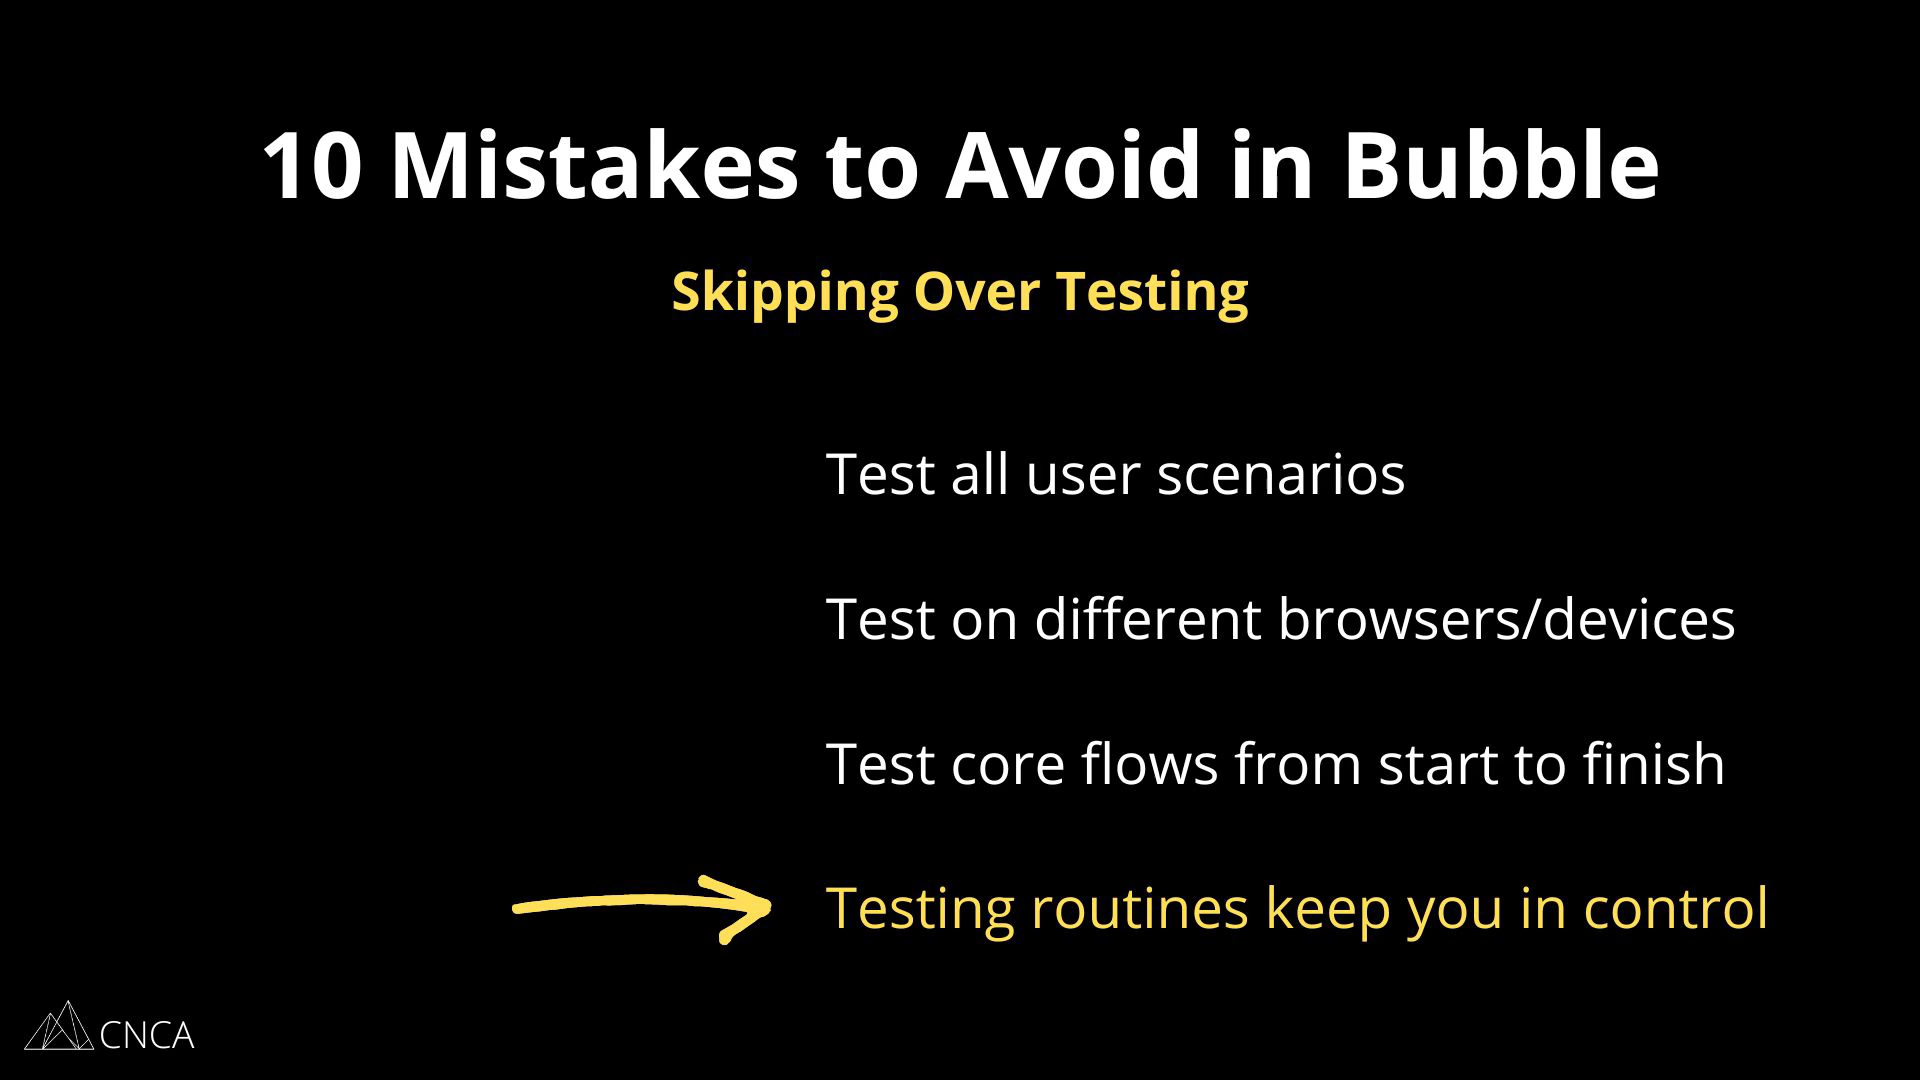 10 Mistakes to Avoid in Bubble
Skipping Over Testing
Test all user scenarios
Test on different browsers/devices
Test core flows from start to finish
Testing routines keep you in control
CNCA